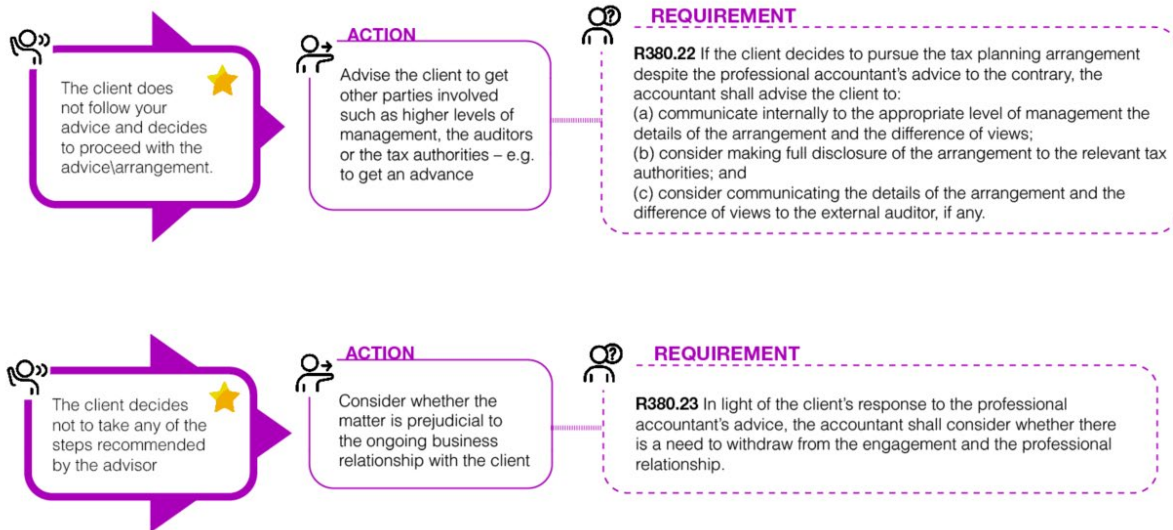 The client does
not follow your
advice and decides
to proceed with the
advice\arrangement.
ACTION
Advise the client to get
other parties involved
such as higher levels of
management, the auditors
or the tax authorities – e.g.
to get an advance
REQUIREMENT
R380.22 If the client decides to pursue the tax planning arrangement
despite the professional accountant's advice to the contrary, the
accountant shall advise the client to:
(a) communicate internally to the appropriate level of management the
details of the arrangement and the difference of views;
(b) consider making full disclosure of the arrangement to the relevant tax
authorities; and
(c) consider communicating the details of the arrangement and the
difference of views to the external auditor, if any.
The client decides
not to take any of the
steps recommended
by the advisor
ACTION
Consider whether the
matter is prejudicial to
the ongoing business
relationship with the client
REQUIREMENT
R380.23 In light of the client's response to the professional
accountant's advice, the accountant shall consider whether there
is a need to withdraw from the engagement and the professional
relationship.